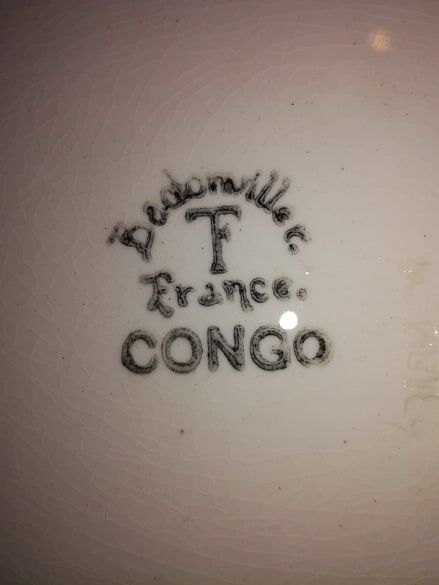 Badonviller.
TF
France.
CONGO